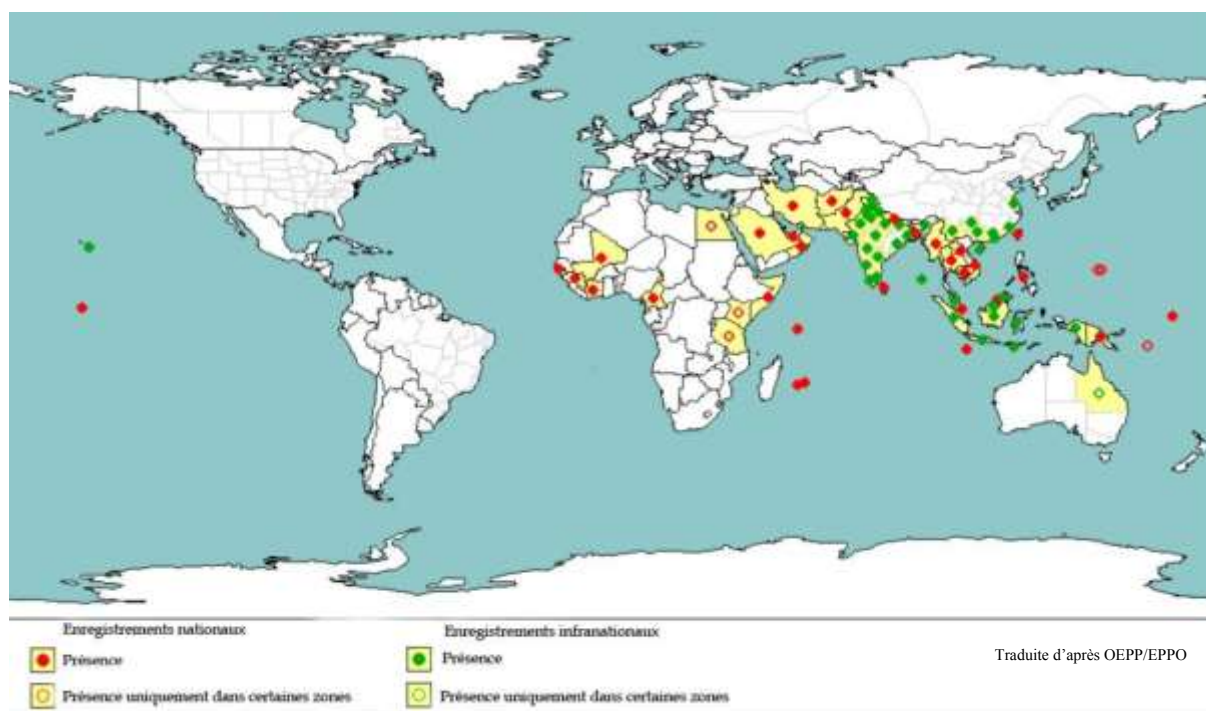 Enregistrements nationaux
Présence
Présence uniquement dans certaines zones
Enregistrements infranationaux
Présence
Présence uniquement dans certaines zones
Traduite d’après OEPP/EPPO